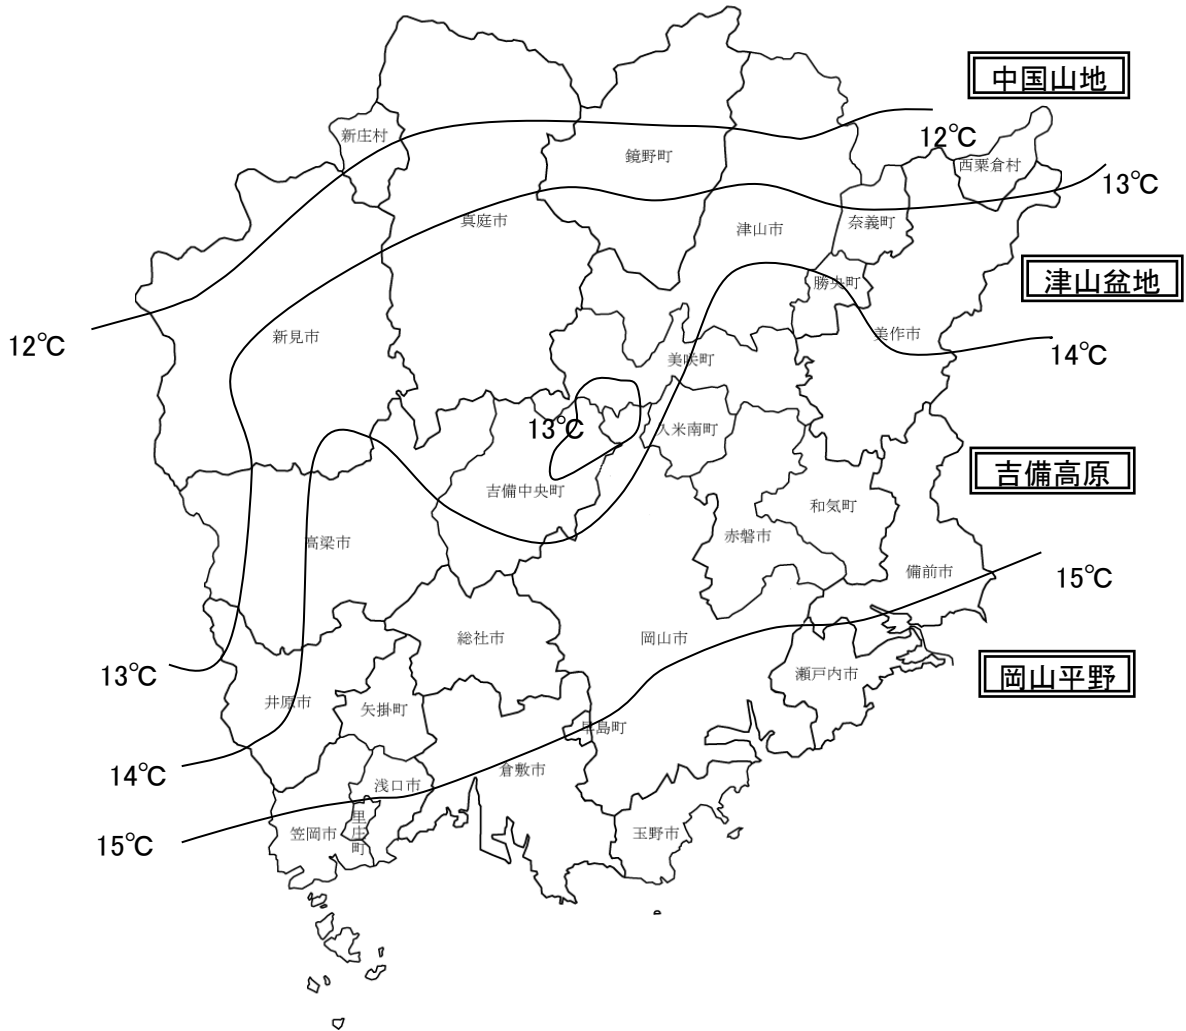 中国山地
新庄村
12℃
鏡野町
西粟倉村
13℃
真庭市
津山市
奈義町
津山盆地
勝央町
12℃
新見市
美作市
14℃
美咲町
13℃
久米南町
吉備高原
吉備中央町
和気町
高梁市
赤磐市
備前市
15℃
総社市
岡山市
岡山平野
13℃
瀬戸内市
井原市
矢掛町
早島町
14℃
倉敷市
浅口市
里庄町
15℃
笠岡市
玉野市